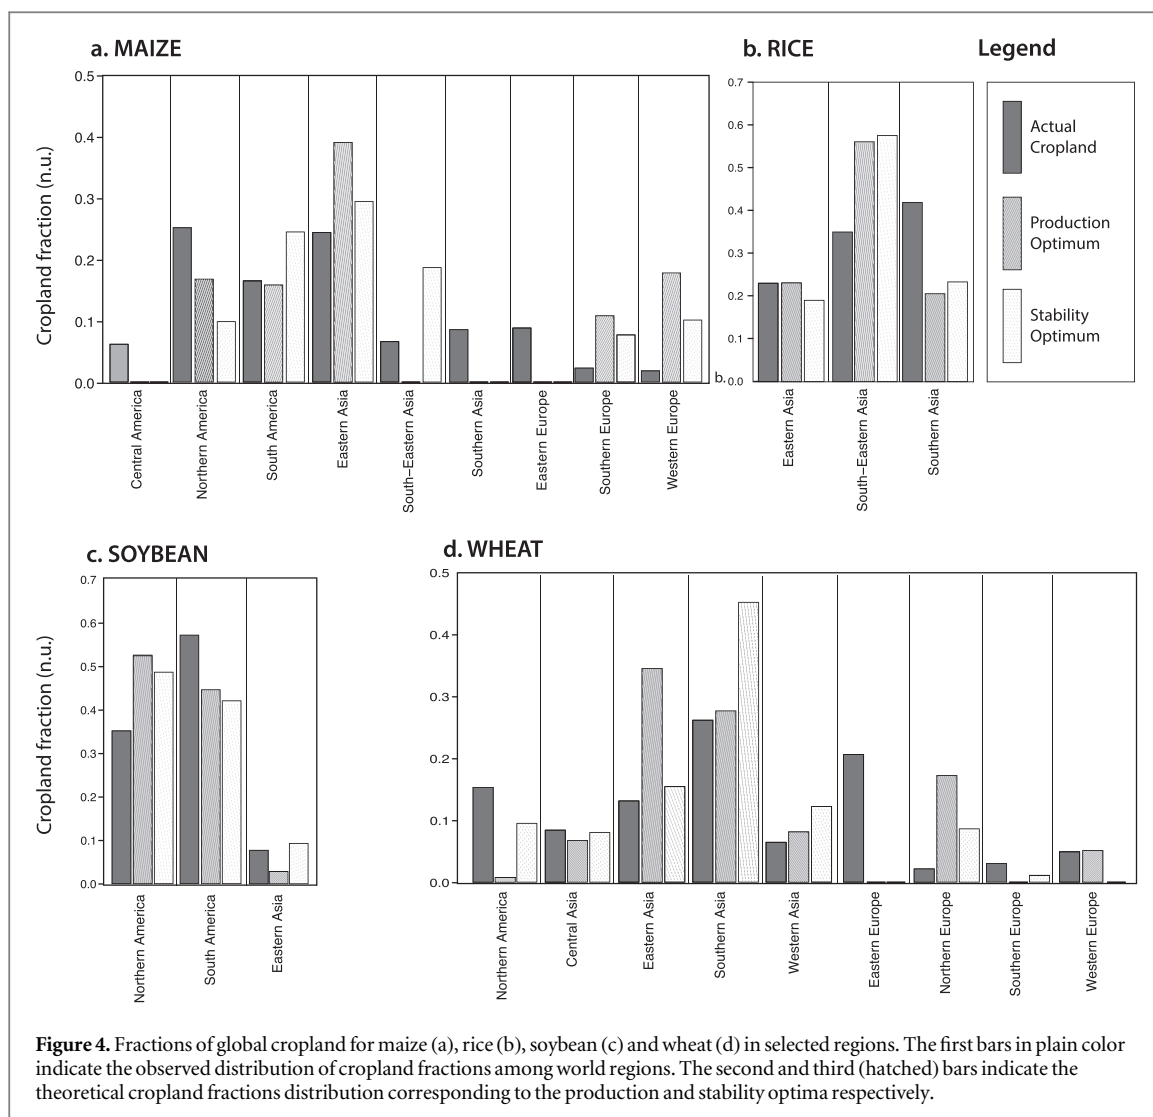 a. MAIZE
Cropland fraction (n.u.)
0.5
0.4
0.3
0.2
0.1
0.0
Central America
Northern America
South America
Eastern Asia
South-Eastern Asia
Southern Asia
Eastern Europe
Southern Europe
Western Europe
b. RICE
0.7
0.6
0.5
0.4
0.3
0.2
0.1
b. 0.0
Eastern Asia
South-Eastern Asia
Southern Asia
Legend
Actual
Cropland
Production
Optimum
Stability
Optimum
c. SOYBEAN
Cropland fraction (n.u.)
0.7
0.6
0.5
0.4
0.3
0.2
0.1
0.0
Northern America
South America
Eastern Asia
d. WHEAT
0.5
0.4
0.3
0.2
0.1
0.0
Northern America
Central Asia
Eastern Asia
Southern Asia
Western Asia
Eastern Europe
Northern Europe
Southern Europe
Western Europe
Figure 4. Fractions of global cropland for maize (a), rice (b), soybean (c) and wheat (d) in selected regions. The first bars in plain color
indicate the observed distribution of cropland fractions among world regions. The second and third (hatched) bars indicate the
theoretical cropland fractions distribution corresponding to the production and stability optima respectively.